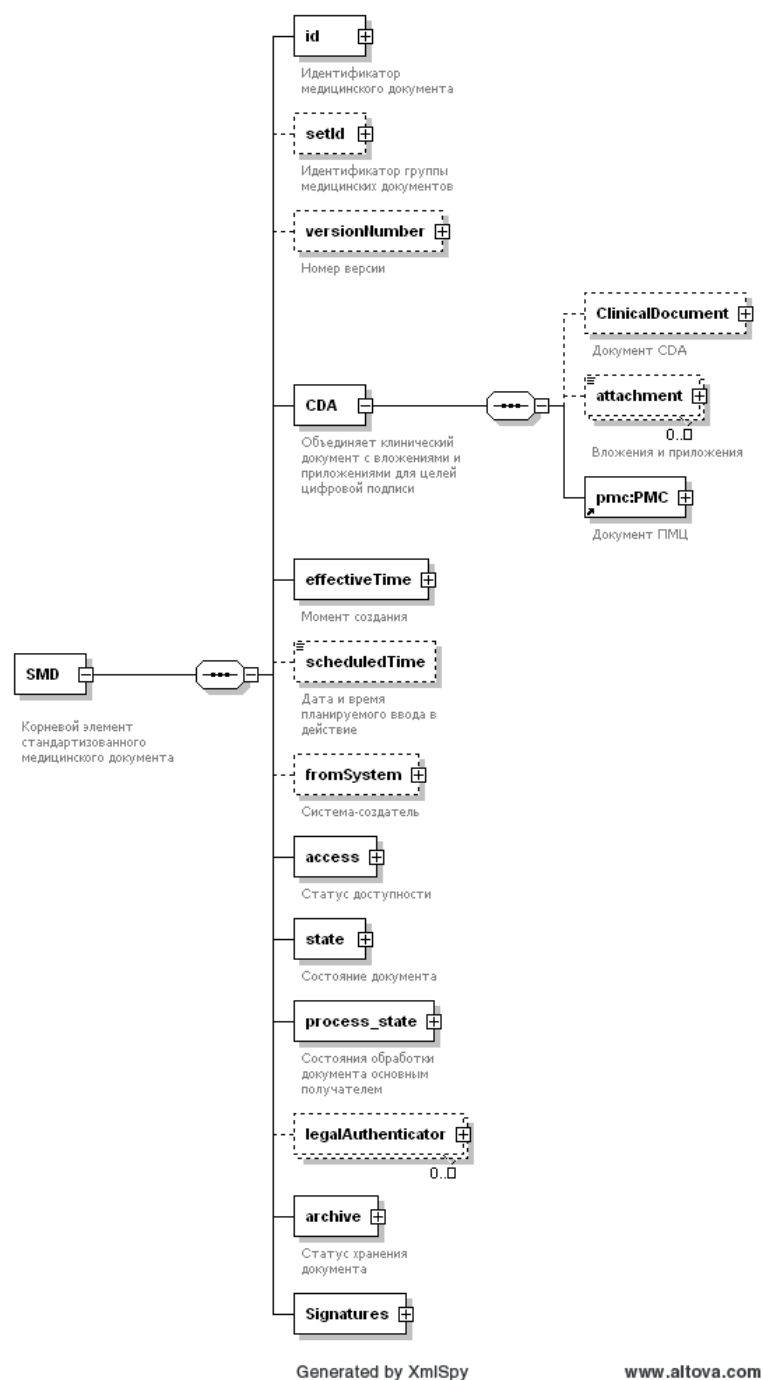 id
Идентификатор
медицинского документа
setId
Идентификатор группы
медицинских документов
versionNumber
Номер версии
ClinicalDocument
Документ CDA
attachment
0..
Вложения и приложения
pmc:PMC
Документ ПМЦ
CDA
Объединяет клинический
документ с вложениями и
приложениями для целей
цифровой подписи
effectiveTime
Момент создания
scheduledTime
Дата и время
планируемого ввода в
действие
SMD
Корневой элемент
стандартизованного
медицинского документа
fromSystem
Система-создатель
access
Статус доступности
state
Состояние документа
process_state
Состояния обработки
документа основным
получателем
legalAuthenticator
0..
archive
Статус хранения
документа
Signatures
Generated by XmlSpy
www.altova.com